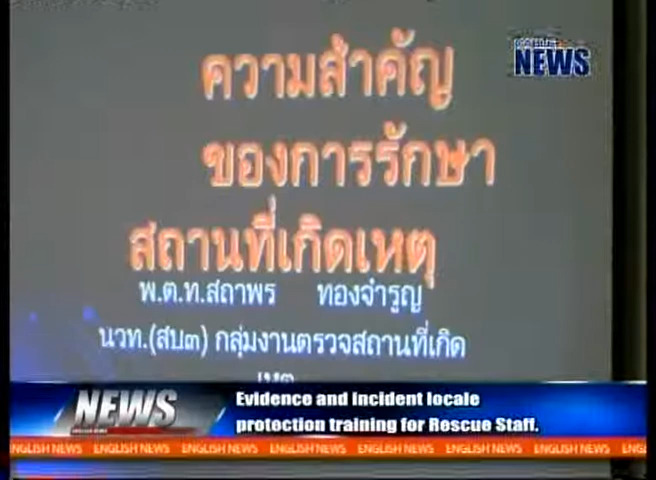 NEWS
ความสำคัญ
ของการรักษา
สถานที่เกิดเหตุ
พ.ต.ท.สถาพร ทองจำรูญ
นวท.(สบ๓) กลุ่มงานตรวจสถานที่เกิด
เหตุ
NEWS
ENGLISH NEWS
Evidence and incident locale
protection training for Rescue Staff.
ENGLISH NEWS ENGLISH NEWS ENGLISH NEWS ENGLISH NEWS ENGLISH NEWS ENGLISH NEWS ENGLISH NEWS